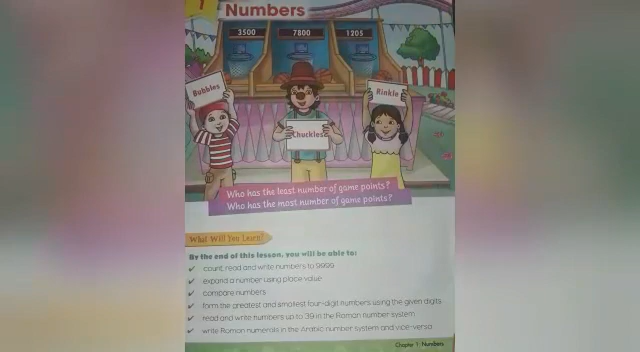 1
Numbers
3500 7800 1205
Bubbles
Chuckles
Rinkle
Who has the least number of game points?
Who has the most number of game points?
What Will You Learn?
By the end of this lesson, you will be able to:
✔ count, read and write numbers to 9999
✔ expand a number using place value
✔ compare numbers
✔ form the greatest and smallest four-digit numbers using the given digits
✔ read and write numbers up to 39 in the Roman number system
✔ write Roman numerals in the Arabic number system and vice-versa
Chapter 1: Numbers